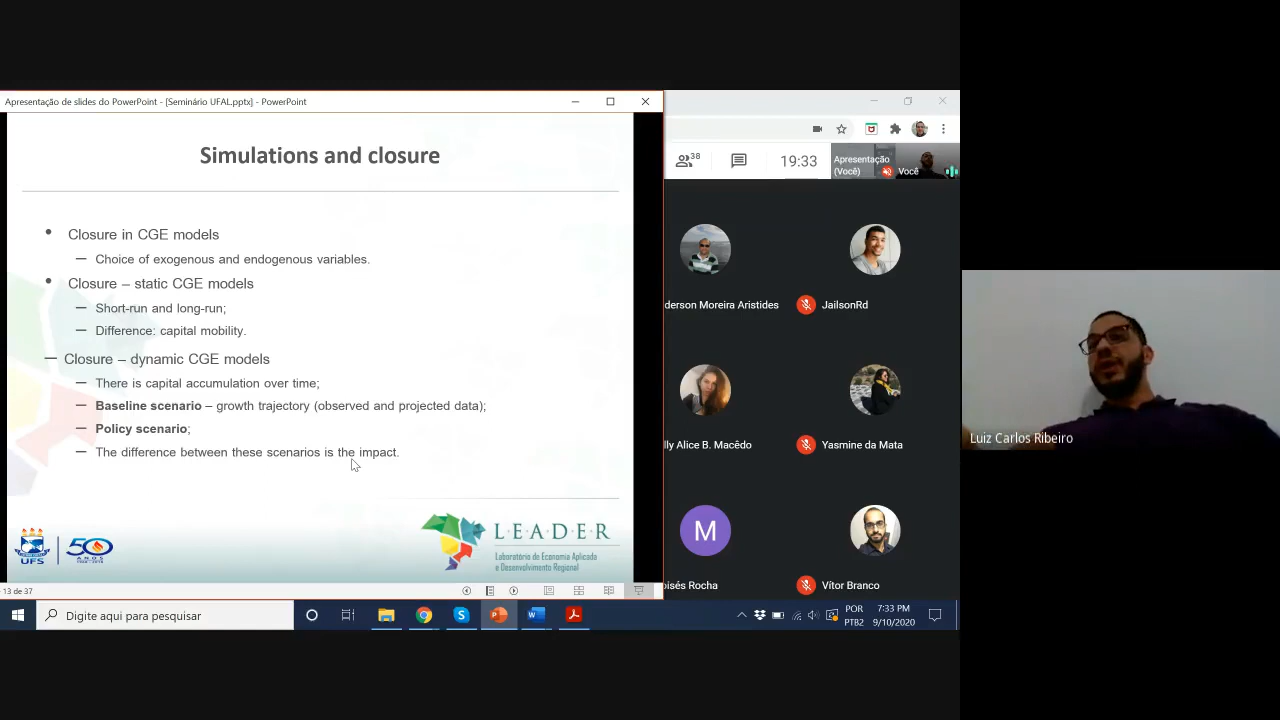 Apresentação de slides do PowerPoint - [Seminário UFAL.pptx] - PowerPoint
Simulations and closure
• Closure in CGE models
— Choice of exogenous and endogenous variables.
• Closure – static CGE models
— Short-run and long-run;
— Difference: capital mobility.
— Closure – dynamic CGE models
— There is capital accumulation over time;
— Baseline scenario – growth trajectory (observed and projected data);
— Policy scenario;
— The difference between these scenarios is the impact.
UFS
50
ANOS
LEADER
Laboratório de Economia Aplicada
e Desenvolvimento Regional
13 de 37
38
19:33
Apresentação
(Você)
Você
derson Moreira Aristides
JailsonRd
lly Alice B. Macêdo
Yasmine da Mata
M
oisés Rocha
Vítor Branco
Luiz Carlos Ribeiro
Digite aqui para pesquisar
POR
PTB2
7:33 PM
9/10/2020